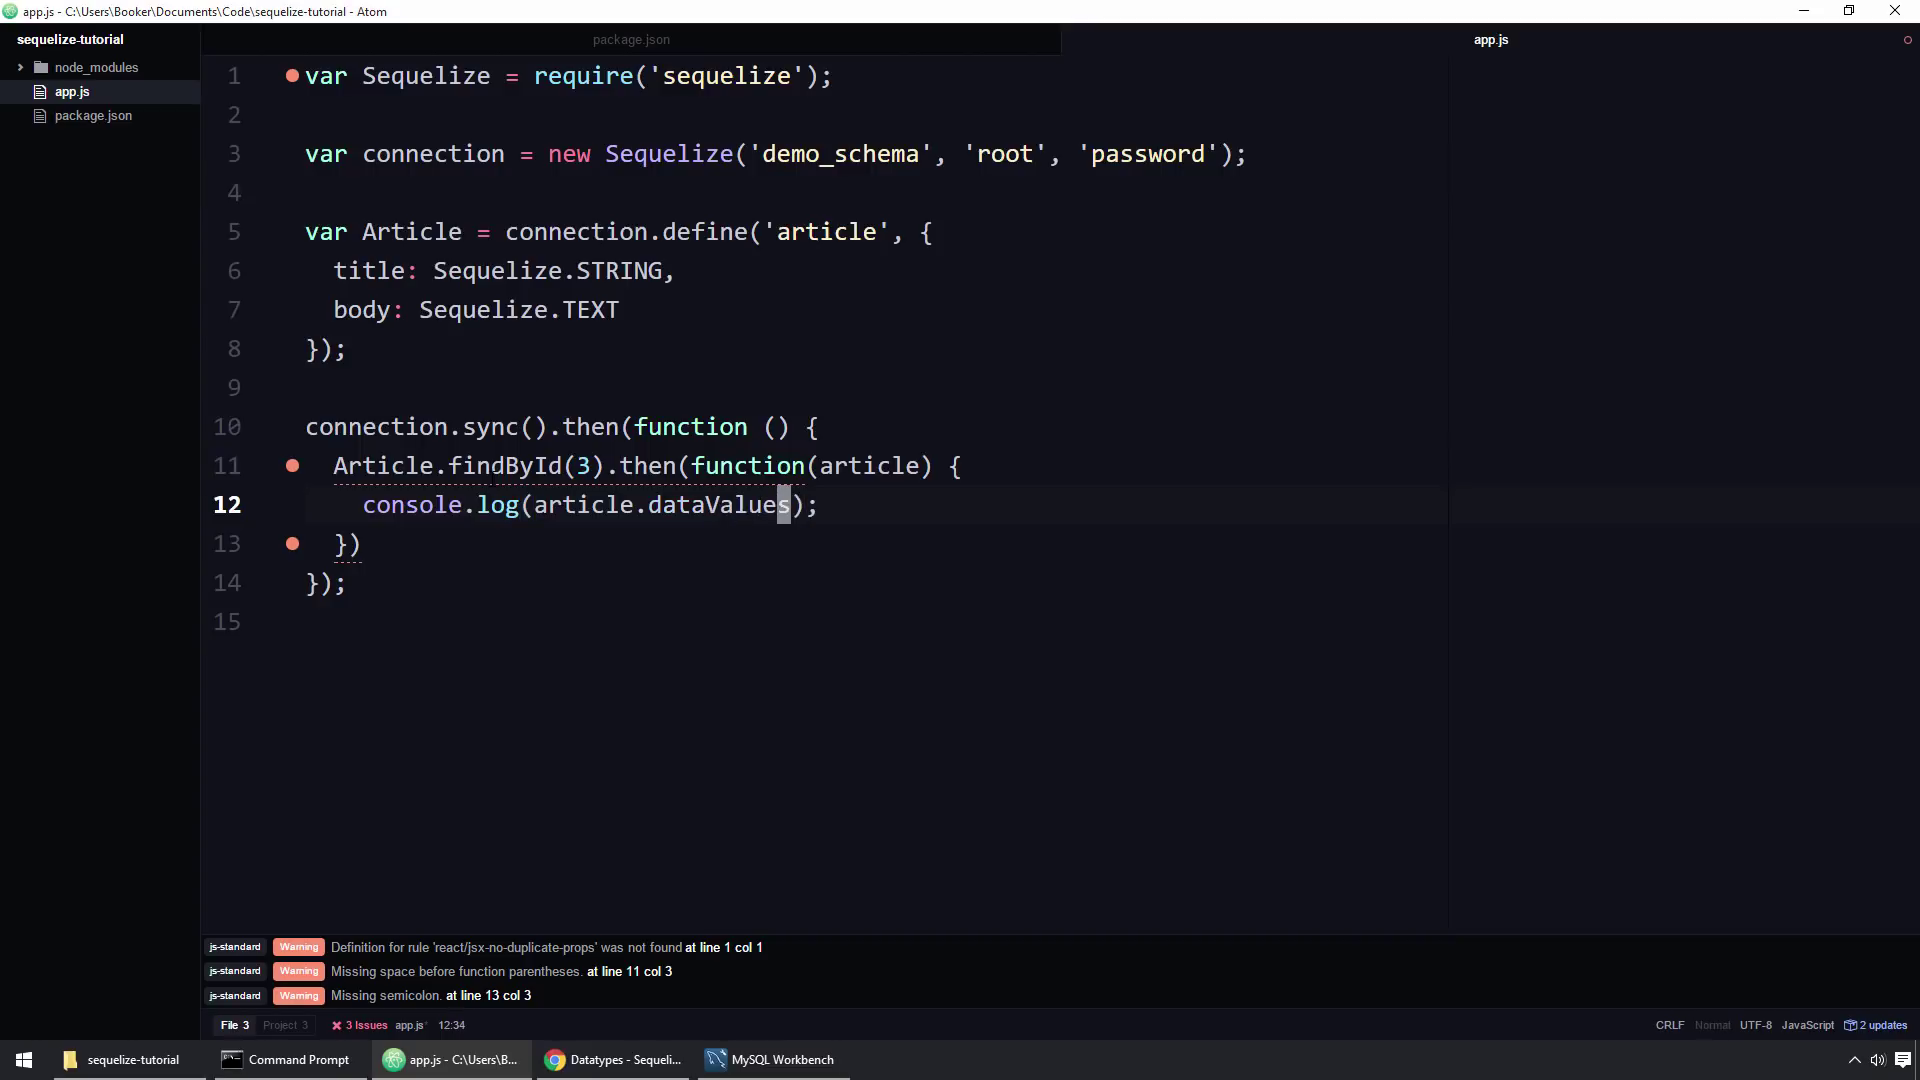 app.js - C:\Users\Booker\Documents\Code\sequelize-tutorial - Atom
sequelize-tutorial
node_modules
app.js
package.json
package.json
app.js
1 var Sequelize = require('sequelize');
2
3 var connection = new Sequelize('demo_schema', 'root', 'password');
4
5 var Article = connection.define('article', {
6 title: Sequelize.STRING,
7 body: Sequelize.TEXT
8 });
9
10 connection.sync().then(function () {
11 Article.findById(3).then(function(article) {
12 console.log(article.dataValues);
13 })
14 });
15
js-standard Warning Definition for rule 'react/jsx-no-duplicate-props' was not found at line 1 col 1
js-standard Warning Missing space before function parentheses. at line 11 col 3
js-standard Warning Missing semicolon. at line 13 col 3
File 3 Project 3 3 Issues app.js* 12:34 CRLF Normal UTF-8 JavaScript 2 updates
sequelize-tutorial Command Prompt app.js - C:\Users\B... Datatypes - Sequeli... MySQL Workbench